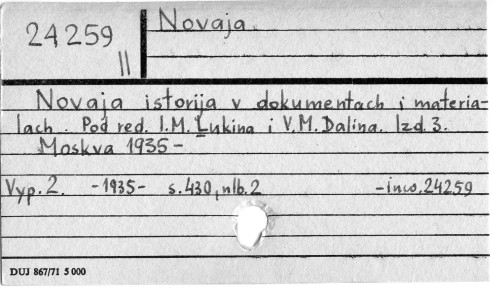 24259
II
Novaja
Novaja istorija v dokumentach i materia-
lach. Pod red. I.M. Lukina i V.M. Dalina. Izd. 3.
Moskva 1935-
Vyp. 2. -1935- s. 430, nlb. 2 -inw. 24259
DUJ 867/71 5 000